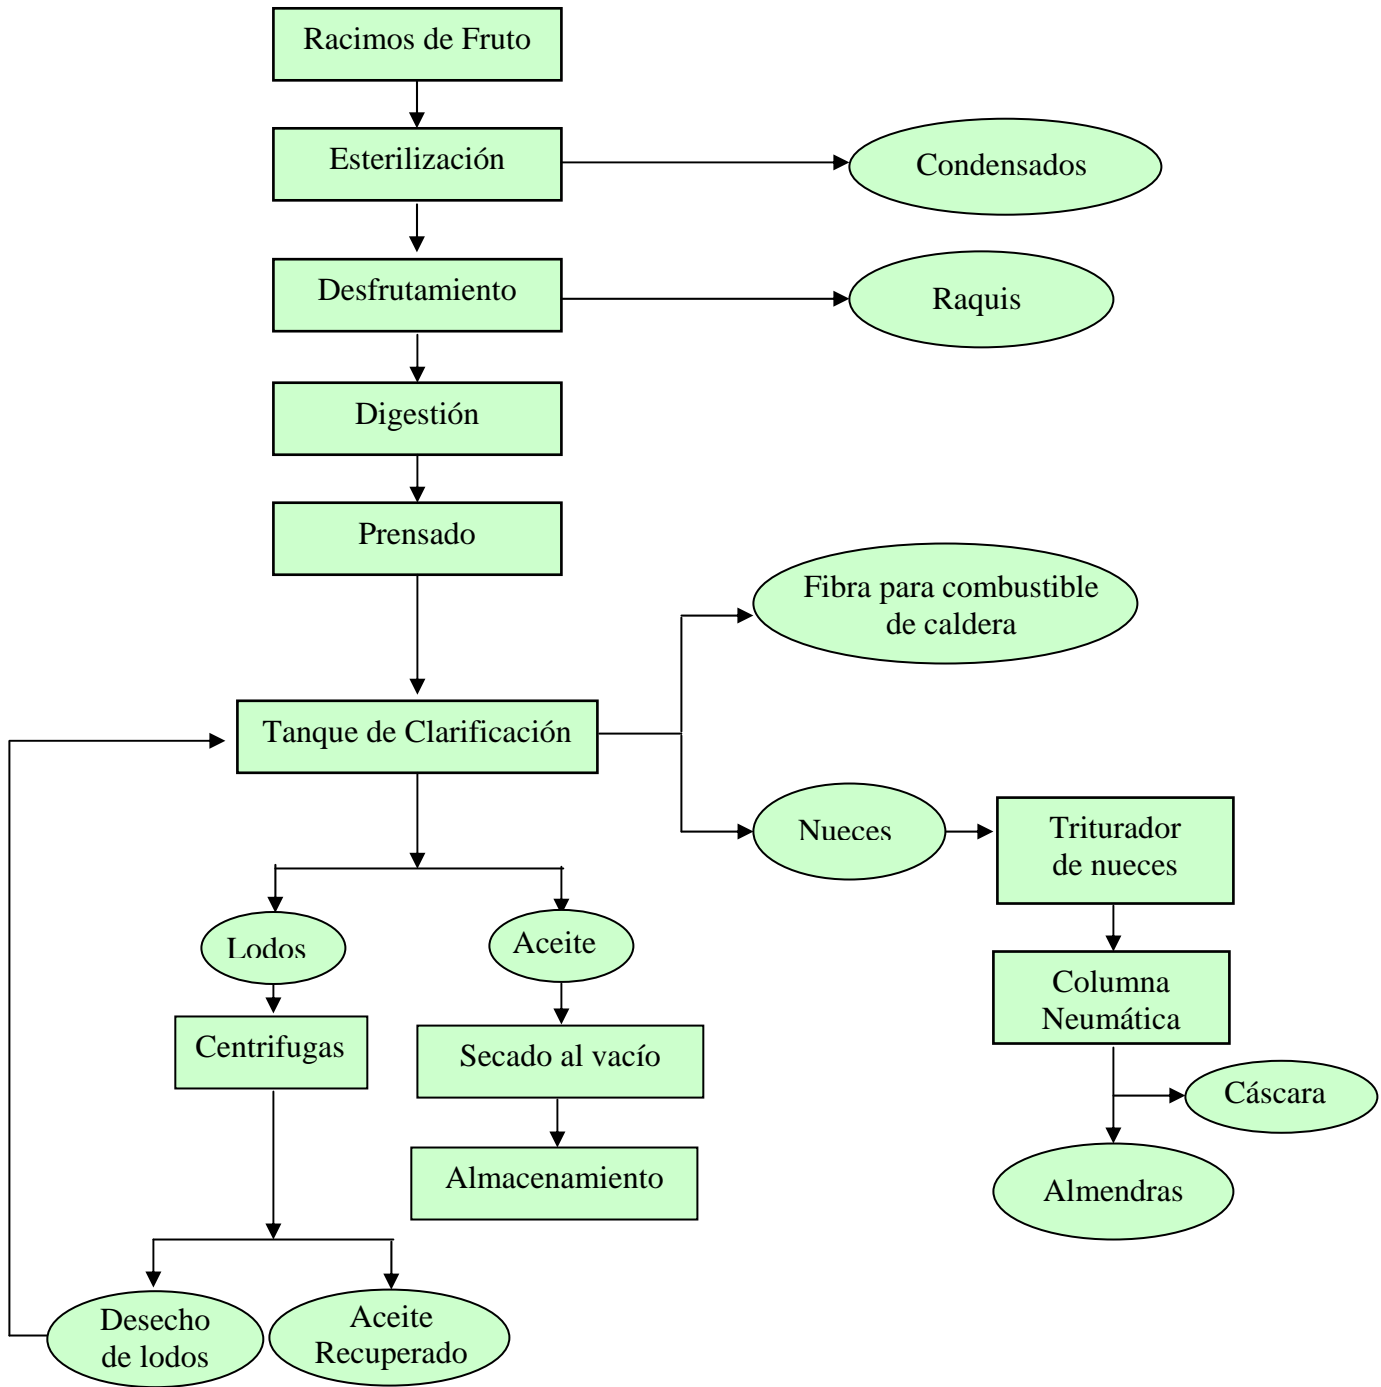 Racimos de Fruto
Esterilización
Condensados
Desfrutamiento
Raquis
Digestión
Prensado
Fibra para combustible
de caldera
Tanque de Clarificación
Nueces
Triturador
de nueces
Lodos
Aceite
Columna
Neumática
Centrifugas
Secado al vacío
Cáscara
Almacenamiento
Almendras
Desecho
de lodos
Aceite
Recuperado